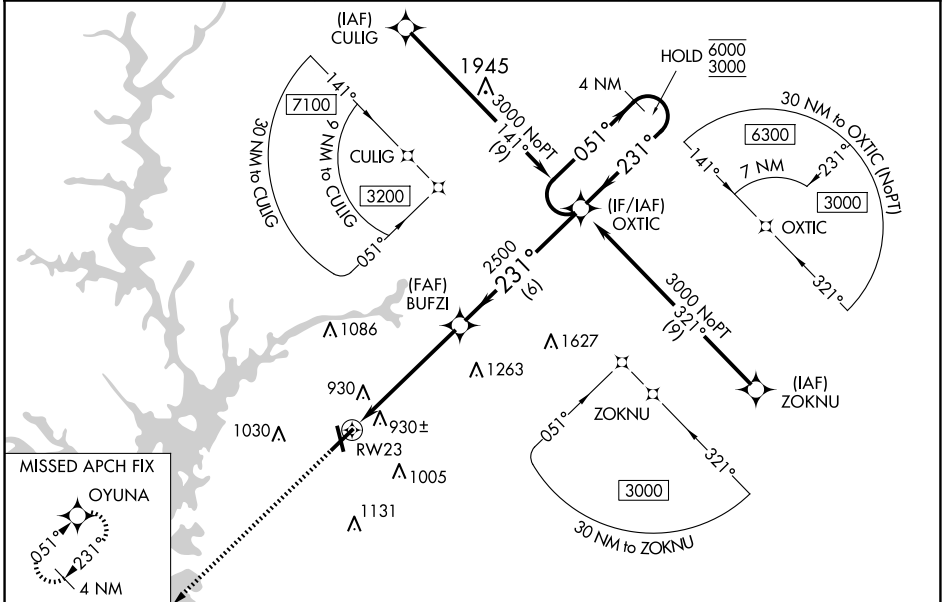 (IAF)
CULIG
1945
3000 NoPT
141°
(9)
HOLD 6000
3000
4 NM
051°
231°
(IF/IAF)
OXTIC
30 NM to CULIG
141°
7100
9 NM to CULIG
CULIG
3200
051°
30 NM to OXTIC (NoPT)
6300
141°
7 NM
231°
3000
OXTIC
321°
2500
231°
(6)
(FAF)
BUFZI
3000 NoPT
321°
(9)
(IAF)
ZOKNU
1086
1627
1263
930
930±
1030
RW23
1005
1131
ZOKNU
051°
321°
3000
30 NM to ZOKNU
MISSED APCH FIX
OYUNA
051°
231°
4 NM